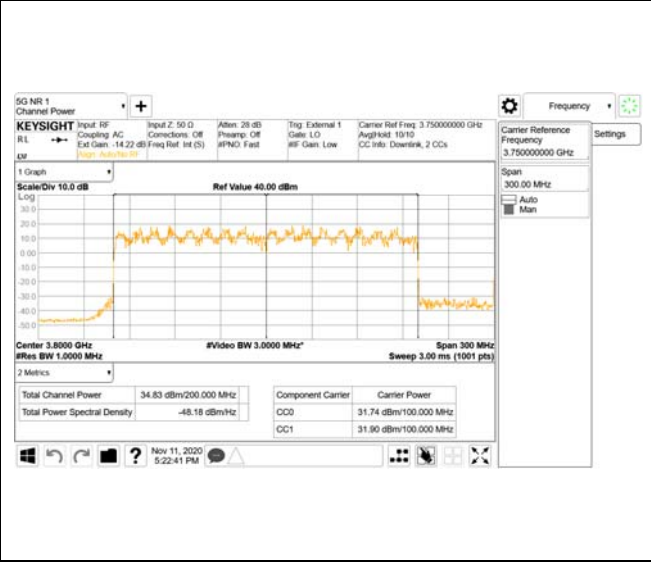 5G NR 1
Channel Power
+
Frequency
KEYSIGHT
RL
Input: RF
Coupling: AC
Ext Gain: -14.22 dB
Align: Auto/No RF
Input Z: 50 Ω
Corrections: Off
Freq Ref: Int (S)
Atten: 28 dB
Preamp: Off
#PNO: Fast
Trig: External 1
Gate: LO
#IF Gain: Low
Carrier Ref Freq: 3.750000000 GHz
Avg|Hold: 10/10
CC Info: Downlink, 2 CCs
Carrier Reference
Frequency
3.750000000 GHz
Settings
Span
300.00 MHz
Auto
Man
1 Graph
Scale/Div 10.0 dB
Ref Value 40.00 dBm
Log
30.0
20.0
10.0
0.00
-10.0
-20.0
-30.0
-40.0
-50.0
Center 3.8000 GHz
#Video BW 3.0000 MHz*
Span 300 MHz
#Res BW 1.0000 MHz
Sweep 3.00 ms (1001 pts)
2 Metrics
Total Channel Power 34.83 dBm/200.000 MHz
Total Power Spectral Density -48.18 dBm/Hz
Component Carrier Carrier Power
CC0 31.74 dBm/100.000 MHz
CC1 31.90 dBm/100.000 MHz
?
Nov 11, 2020
5:22:41 PM